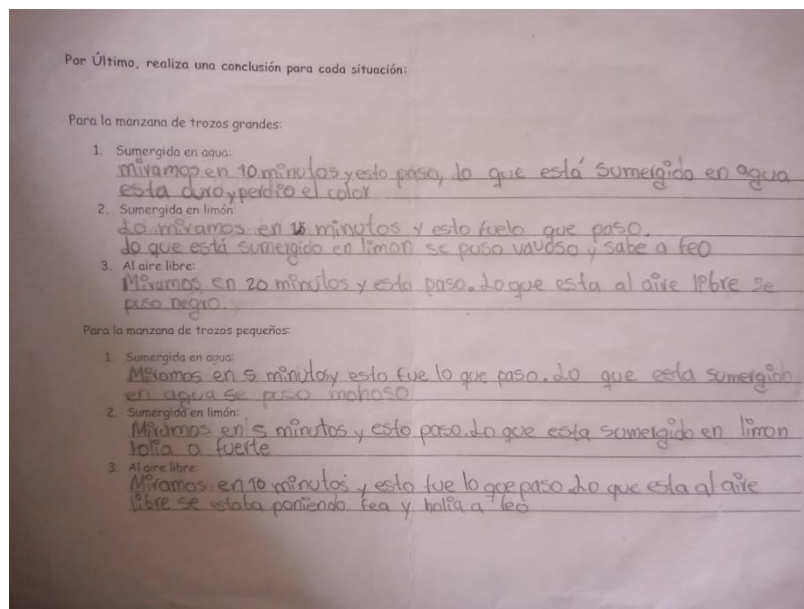 Por Último, realiza una conclusión para cada situación:
Para la manzana de trozos grandes:
1. Sumergida en agua:
miramos en 10 minutos y esto paso, lo que está sumergido en agua
esta duro y perdio el color
2. Sumergida en limón:
Lo miramos en 15 minutos y esto fuelo que paso.
Lo que está sumergido en limon se puso vavoso y sabe a feo
3. Al aire libre:
Miramos en 20 minutos y esto paso. Lo que esta al aire libre se
puso negro.
Para la manzana de trozos pequeños:
1. Sumergida en agua:
Miramos en 5 minutos y esto fue lo que paso. Lo que esta sumergido
en agua se puso mohoso
2. Sumergida en limón:
Miramos en 5 minutos y esto paso. Lo que esta sumergido en limon
holia a fuerte
3. Al aire libre:
Miramos en 10 minutos y esto fue lo que paso. Lo que esta al aire
libre se estaba poniendo fea y holia a feo